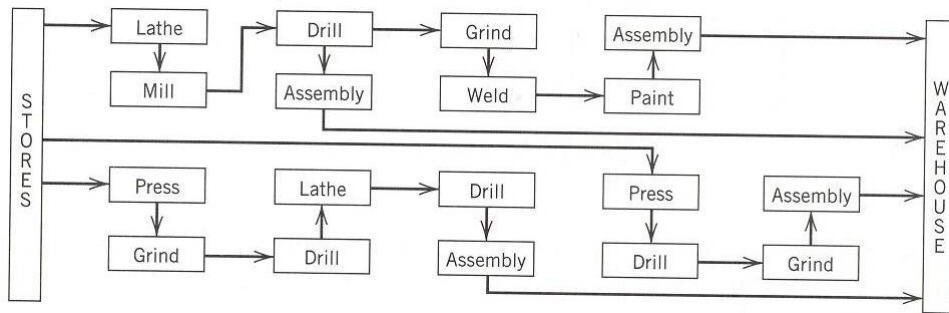 STORES
Lathe
Drill
Grind
Assembly
Mill
Assembly
Weld
Paint
Press
Lathe
Drill
Press
Assembly
Grind
Drill
Assembly
Drill
Grind
WAREHOUSE